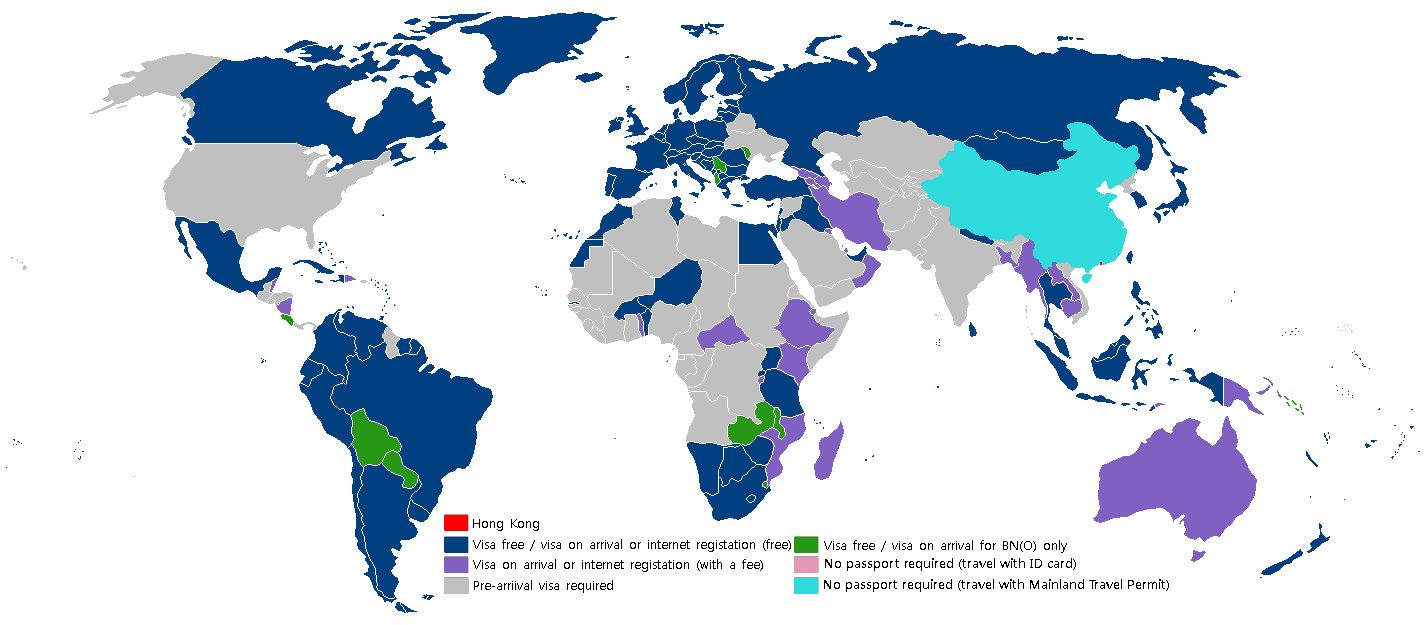 Hong Kong
Visa free / visa on arrival or internet registation (free)
Visa on arrival or internet registation (with a fee)
Pre-arriival visa required
Visa free / visa on arrival for BN(O) only
No passport required (travel with ID card)
No passport required (travel with Mainland Travel Permit)